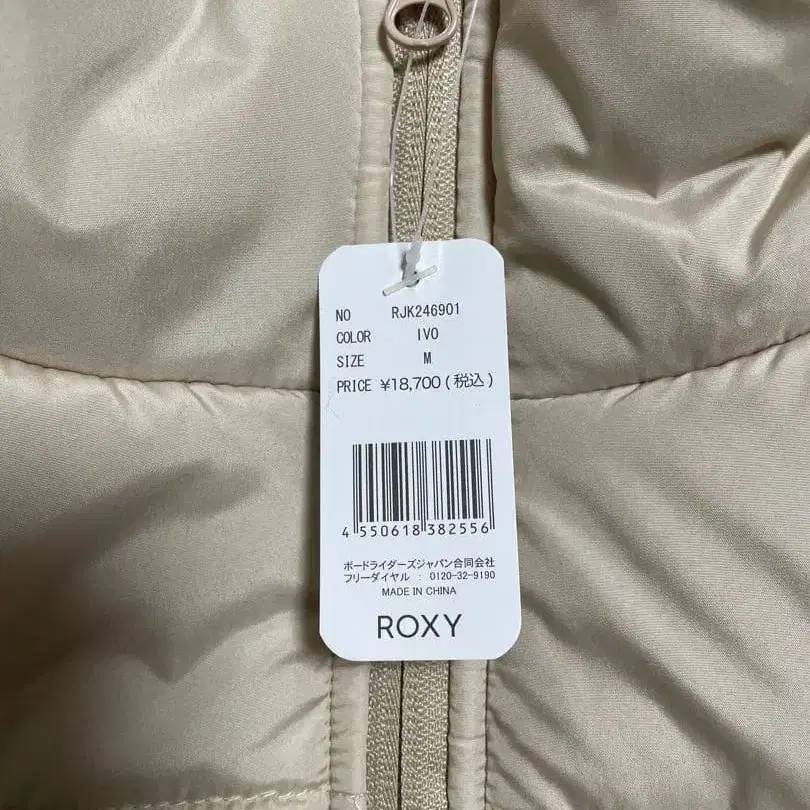 NO RJK246901
COLOR IVO
SIZE M
PRICE ¥18,700(税込)
4 550618 382556
ボードライダーズジャパン合同会社
フリーダイヤル : 0120-32-9190
MADE IN CHINA
ROXY